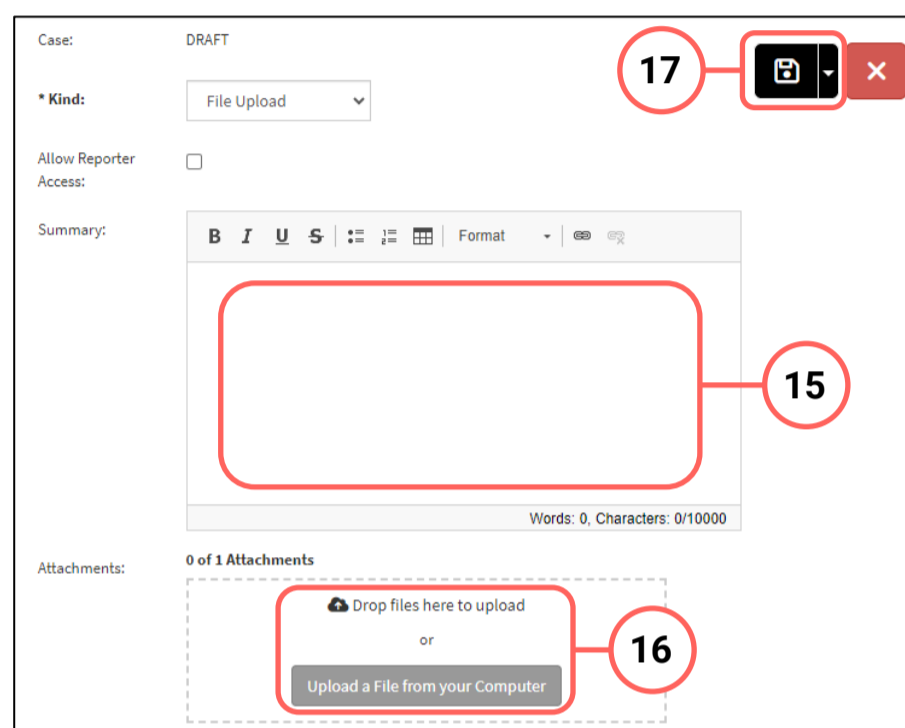 Case: DRAFT
17
* Kind: File Upload
Allow Reporter
Access:
Summary:
B I U S Format
15
Words: 0, Characters: 0/10000
Attachments: 0 of 1 Attachments
Drop files here to upload
or
16
Upload a File from your Computer